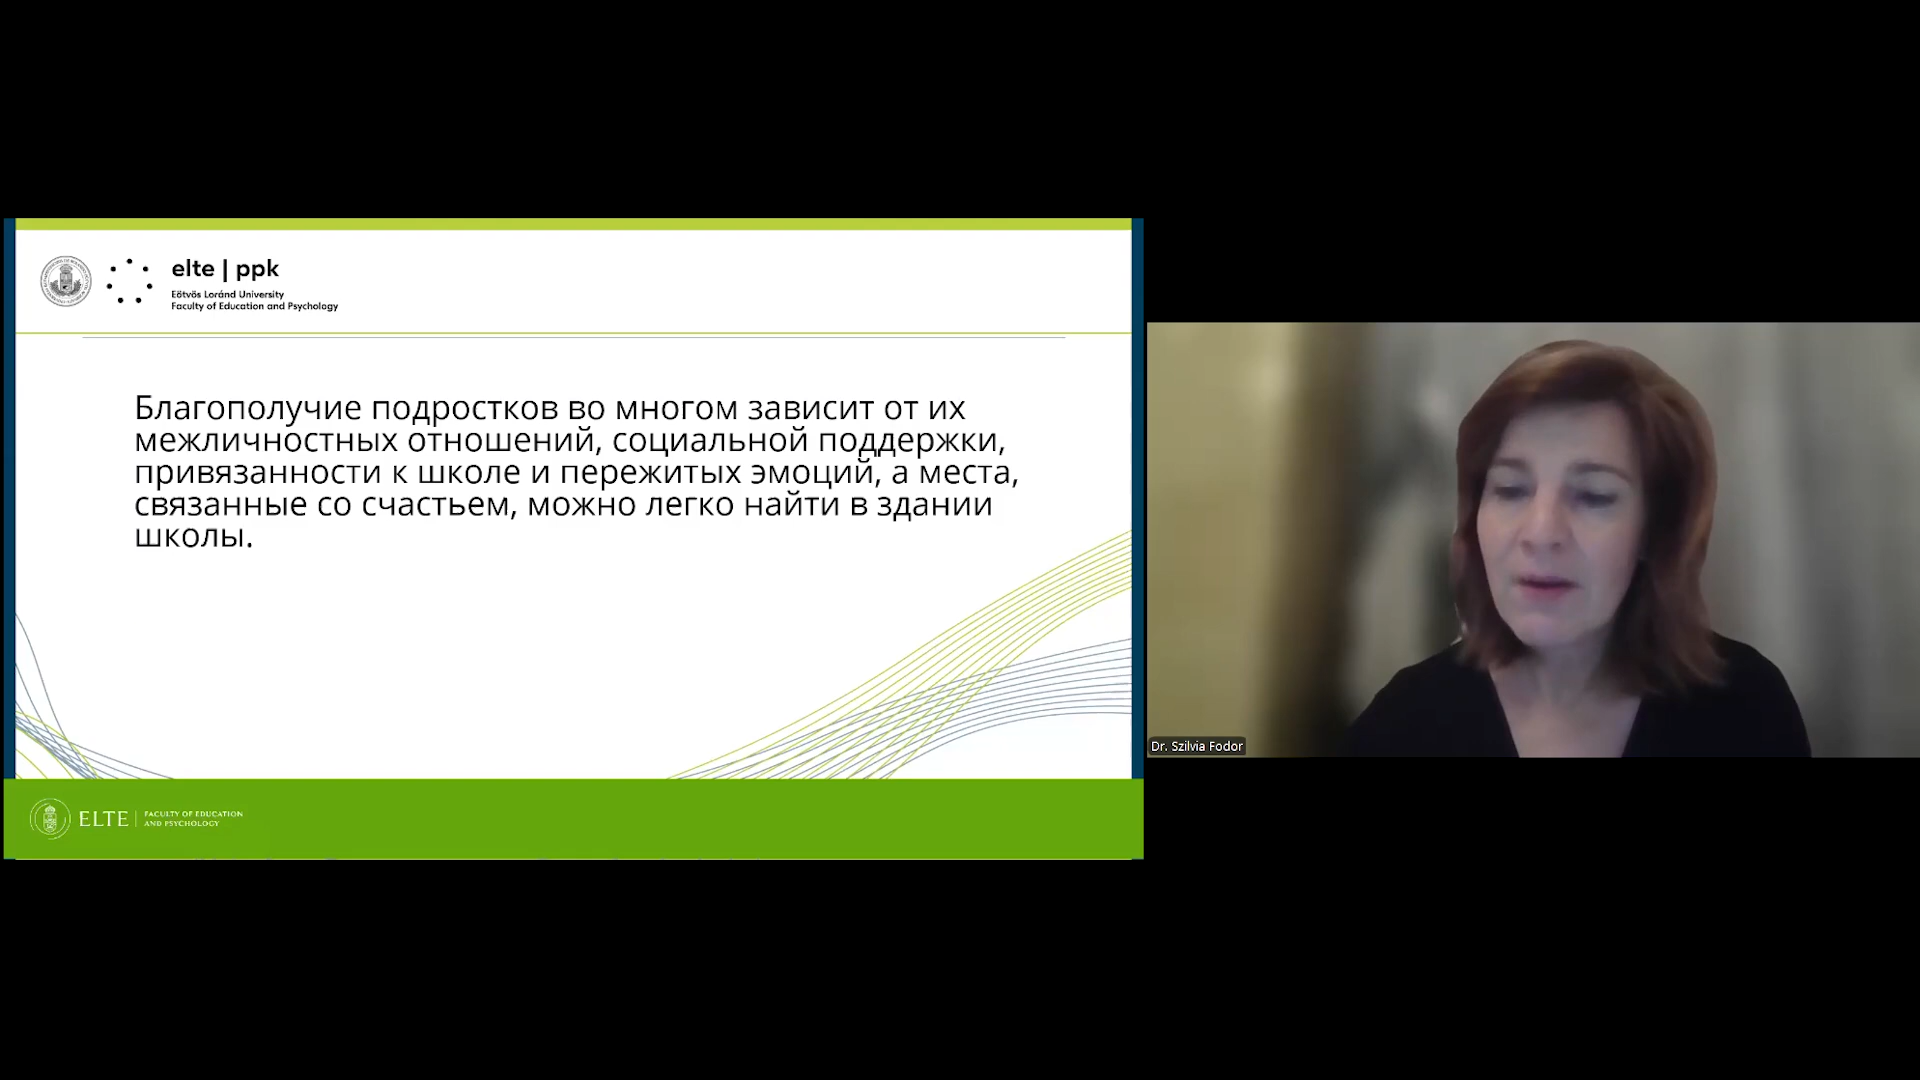 elte | ppk
Eötvös Loránd University
Faculty of Education and Psychology
Благополучие подростков во многом зависит от их
межличностных отношений, социальной поддержки,
привязанности к школе и пережитых эмоций, а места,
связанные со счастьем, можно легко найти в здании
школы.
Dr. Szilvia Fodor
ELTE
FACULTY OF EDUCATION
AND PSYCHOLOGY